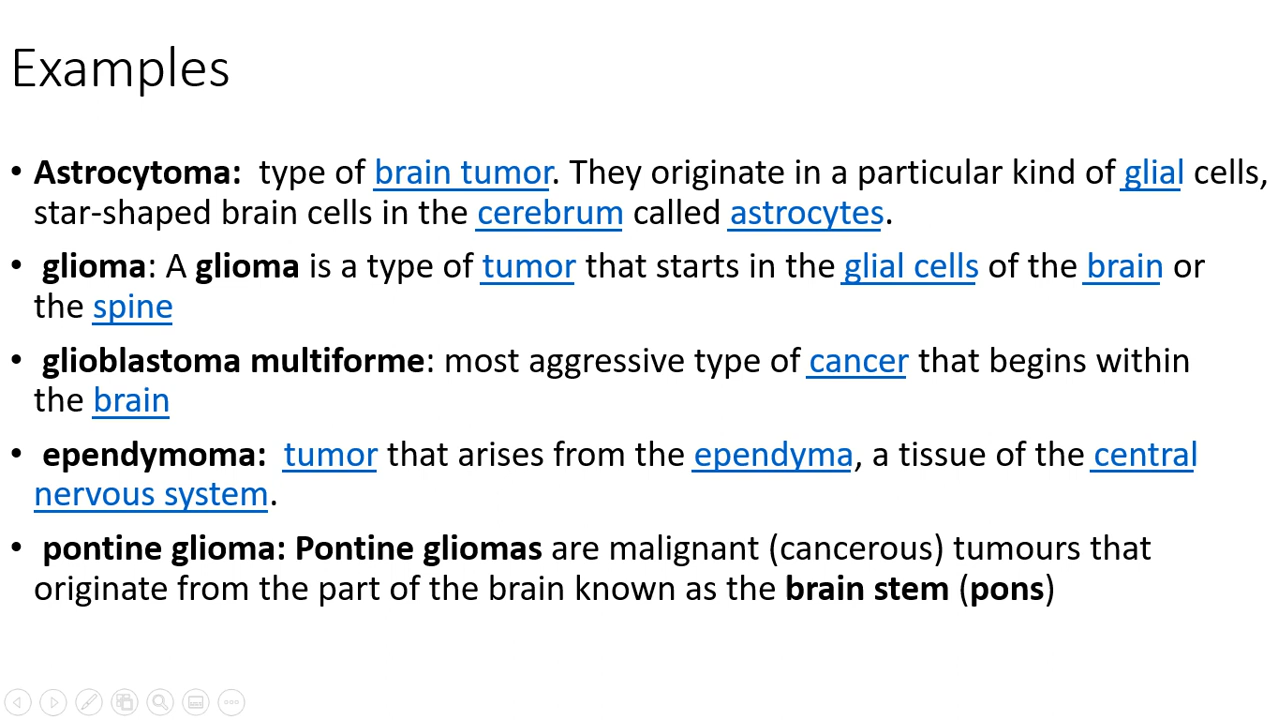 Examples
• Astrocytoma: type of brain tumor. They originate in a particular kind of glial cells,
star-shaped brain cells in the cerebrum called astrocytes.
• glioma: A glioma is a type of tumor that starts in the glial cells of the brain or
the spine
• glioblastoma multiforme: most aggressive type of cancer that begins within
the brain
• ependymoma: tumor that arises from the ependyma, a tissue of the central
nervous system.
• pontine glioma: Pontine gliomas are malignant (cancerous) tumours that
originate from the part of the brain known as the brain stem (pons)